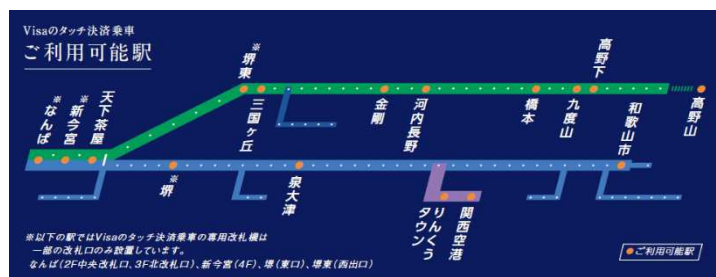 Visaのタッチ決済乗車
ご利用可能駅
※なんば
※新今宮
天下茶屋
※堺東
三国ヶ丘
金剛
河内長野
橋本
九度山
高野下
和歌山市
高野山
※堺
泉大津
りんくうタウン
関西空港
※以下の駅ではVisaのタッチ決済乗車の専用改札機は
一部の改札口のみ設置しています。
なんば(2F中央改札口、3F北改札口)、新今宮(4F)、堺(東口)、堺東(西出口)
ご利用可能駅